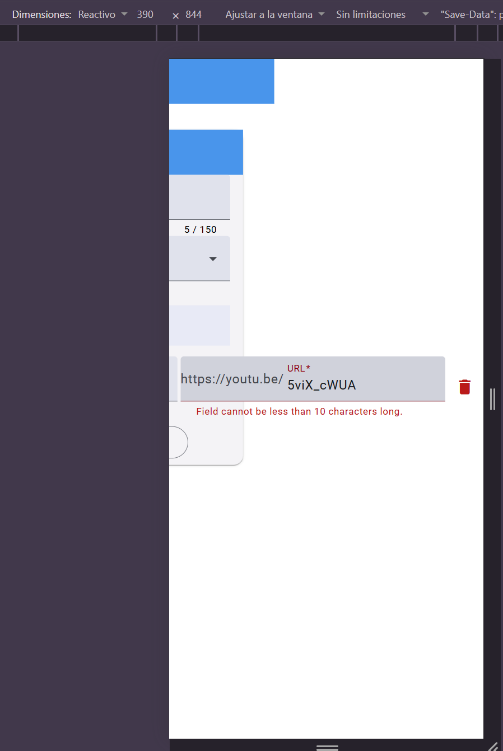 Dimensiones: Reactivo 390 × 844 Ajustar a la ventana Sin limitaciones "Save-Data":
5 / 150
URL*
https://youtu.be/ 5viX_cWUA
Field cannot be less than 10 characters long.